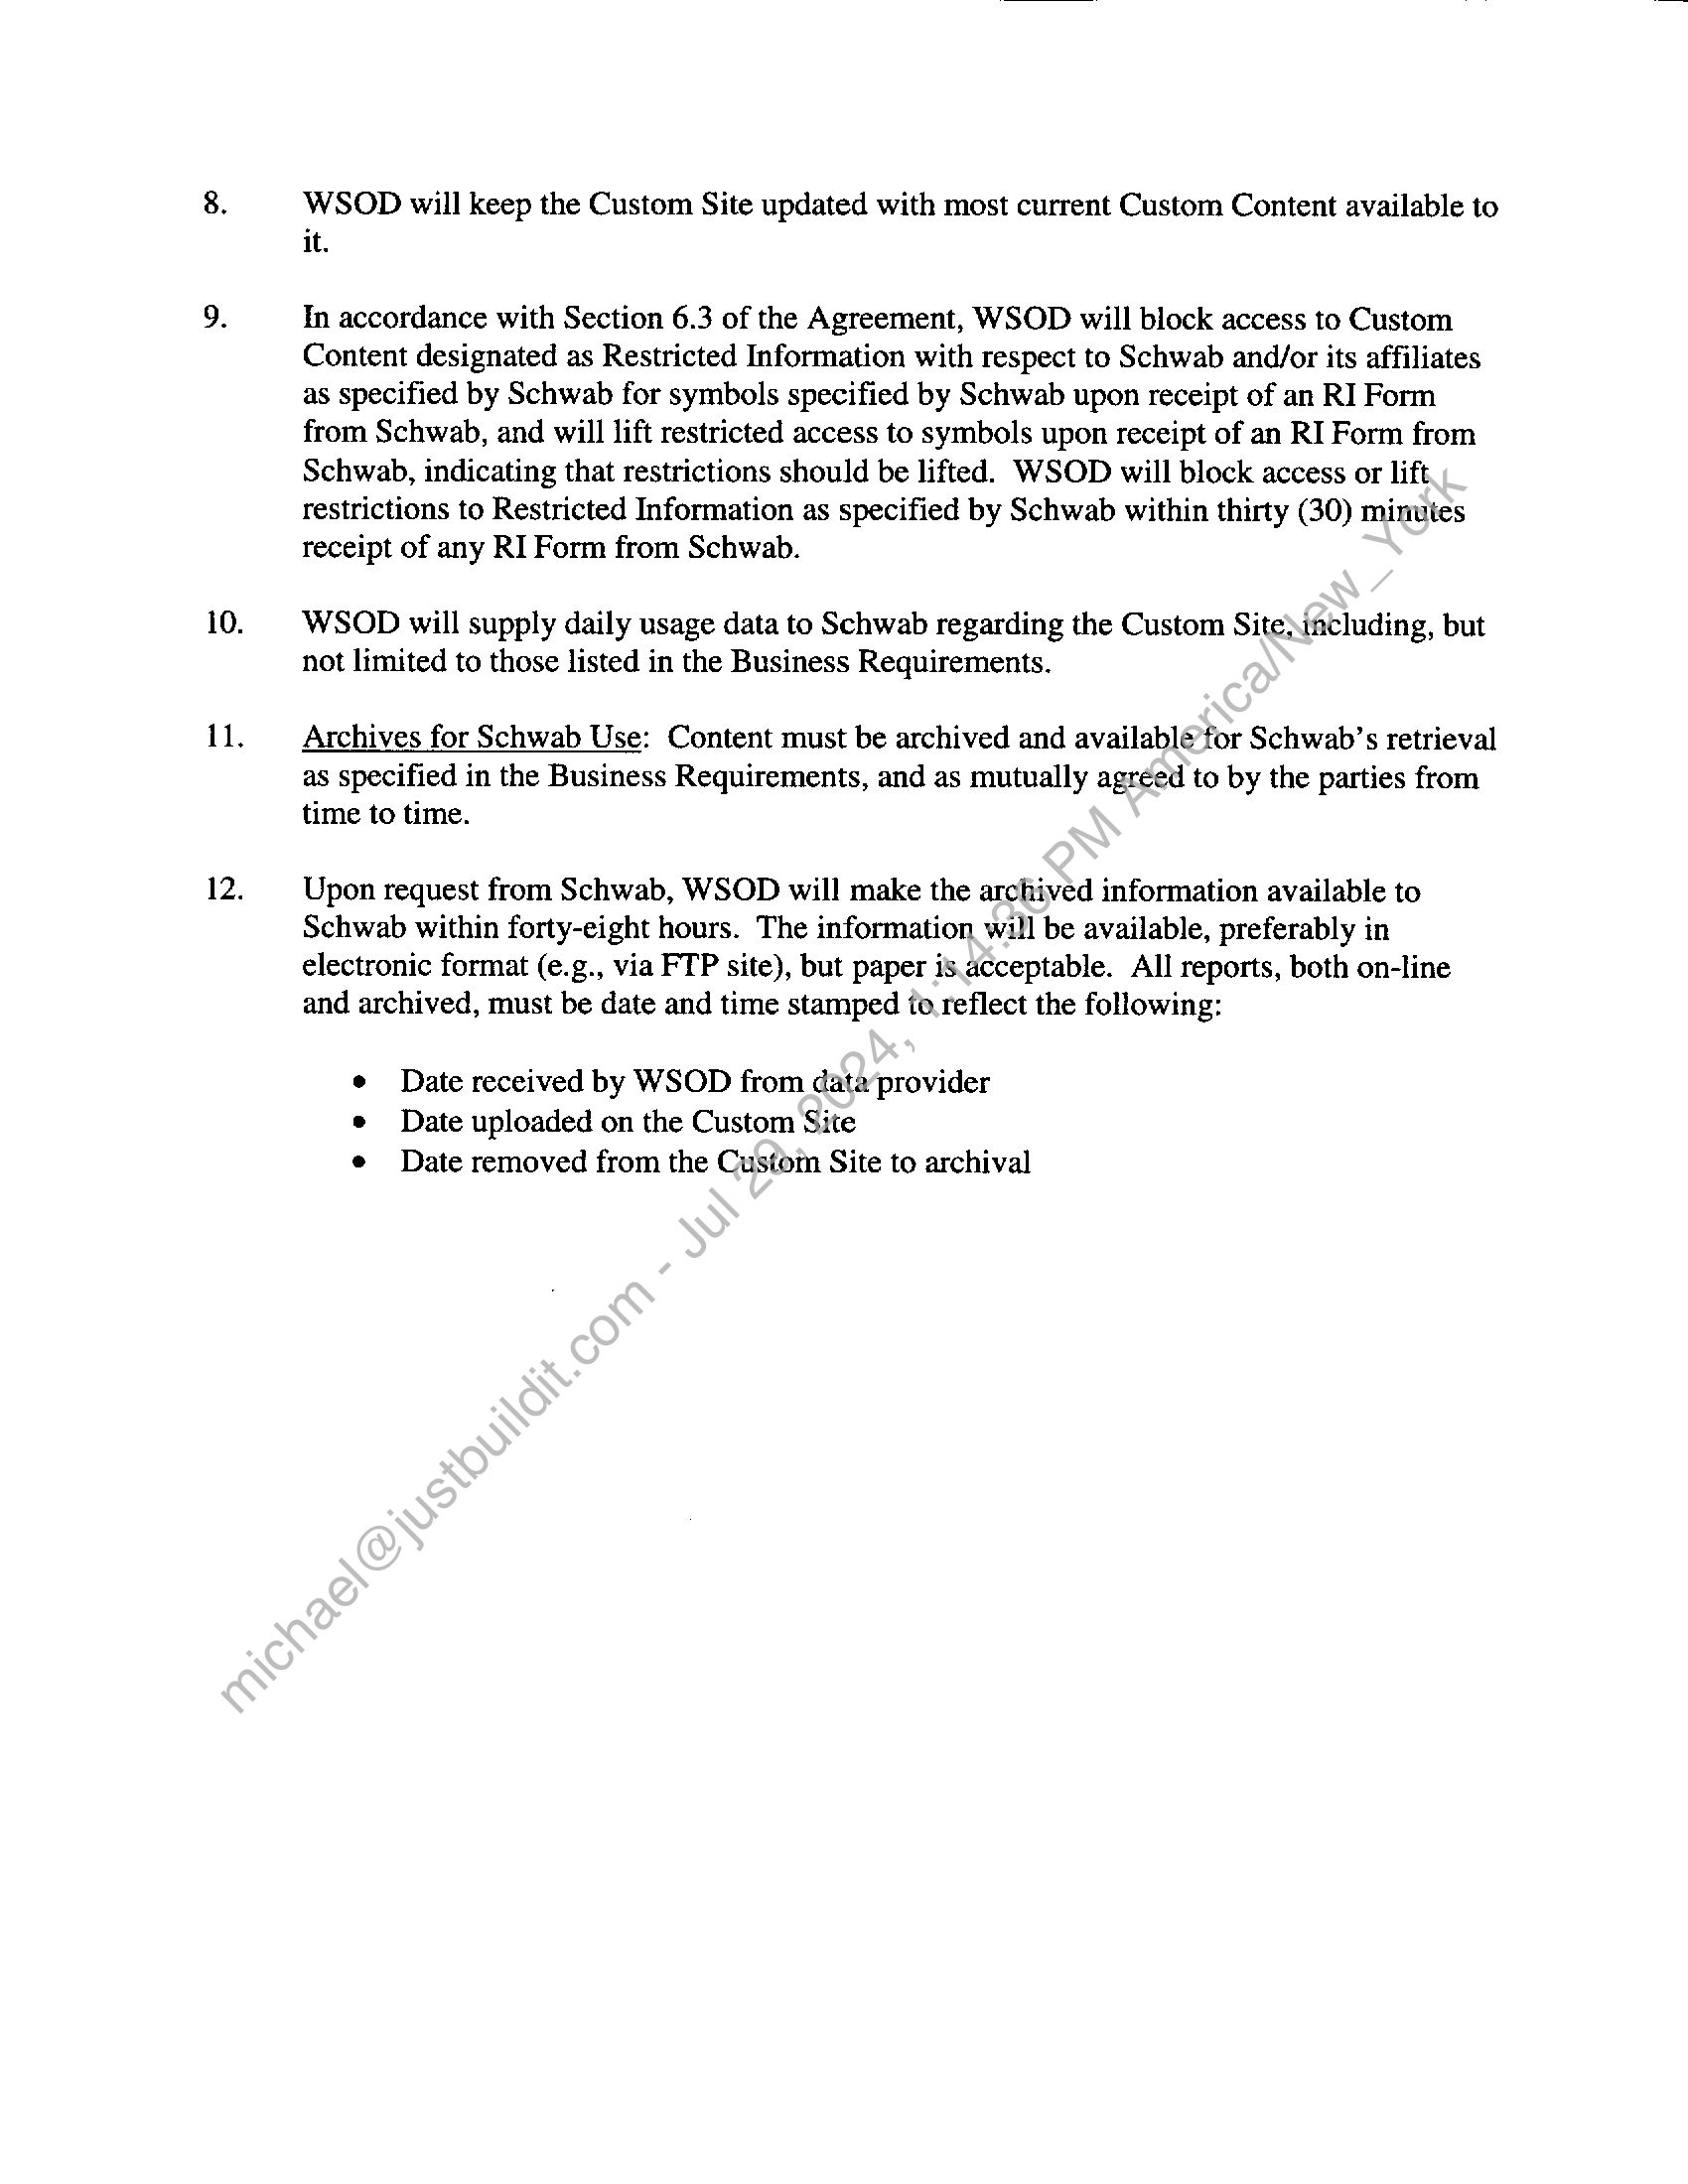 8. WSOD will keep the Custom Site updated with most current Custom Content available to
it.
9. In accordance with Section 6.3 of the Agreement, WSOD will block access to Custom
Content designated as Restricted Information with respect to Schwab and/or its affiliates
as specified by Schwab for symbols specified by Schwab upon receipt of an RI Form
from Schwab, and will lift restricted access to symbols upon receipt of an RI Form from
Schwab, indicating that restrictions should be lifted. WSOD will block access or lift
restrictions to Restricted Information as specified by Schwab within thirty (30) minutes
receipt of any RI Form from Schwab.
10. WSOD will supply daily usage data to Schwab regarding the Custom Site, including, but
not limited to those listed in the Business Requirements.
11. Archives for Schwab Use: Content must be archived and available for Schwab's retrieval
as specified in the Business Requirements, and as mutually agreed to by the parties from
time to time.
12. Upon request from Schwab, WSOD will make the archived information available to
Schwab within forty-eight hours. The information will be available, preferably in
electronic format (e.g., via FTP site), but paper is acceptable. All reports, both on-line
and archived, must be date and time stamped to reflect the following:
• Date received by WSOD from data provider
• Date uploaded on the Custom Site
• Date removed from the Custom Site to archival
michael@justbuildit.com - Jul 29, 2024, 1:14:36 PM America/New_York